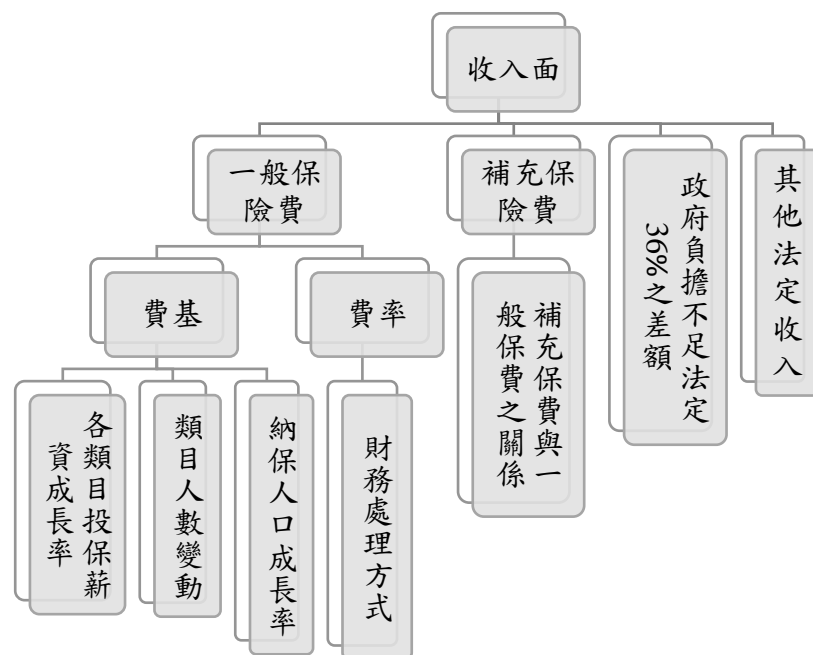 收入面
一般保
險費
補充保
險費
政府負擔不足法定
36%之差額
其他法定收入
費基
費率
補充保費與一
般保費之關係
各類目投保薪
資成長率
類目人數變動
納保人口成長率
財務處理方式